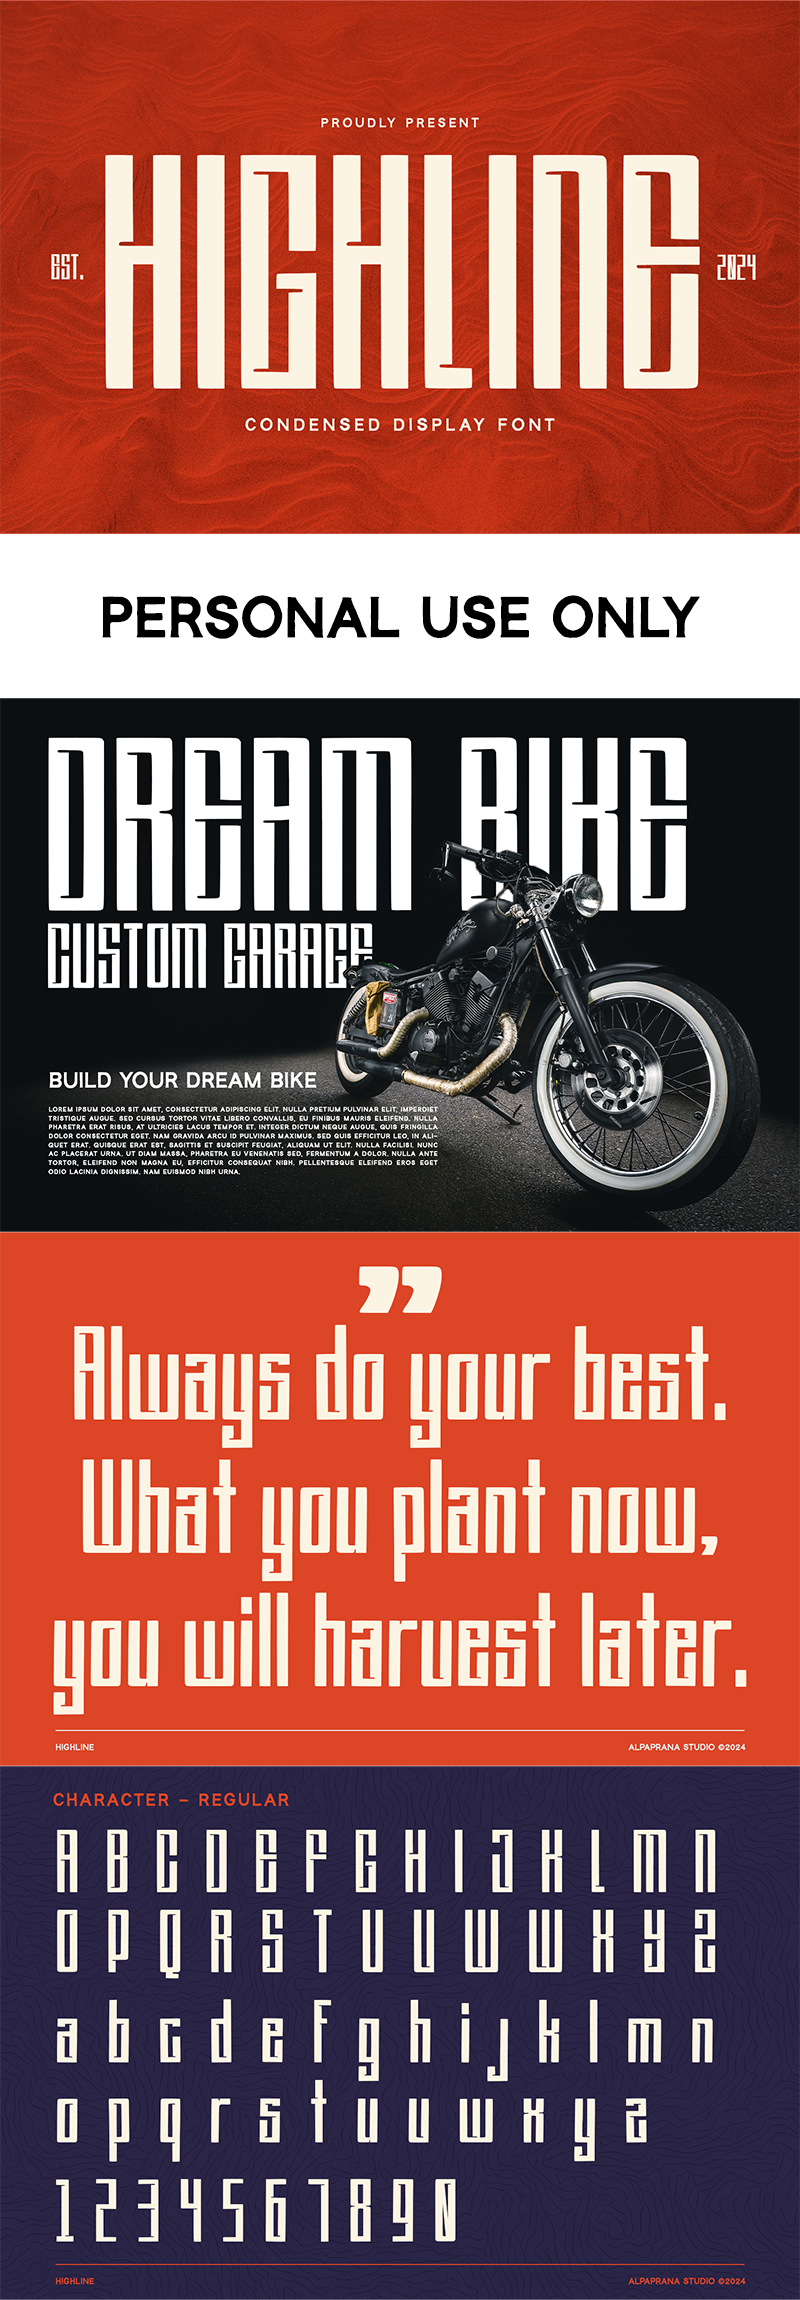 PROUDLY PRESENT
HIGHLINE
EST.
2024
CONDENSED DISPLAY FONT
PERSONAL USE ONLY
DREAM BIKE
CUSTOM GARAGE
BUILD YOUR DREAM BIKE
LOREM IPSUM DOLOR SIT AMET, CONSECTETUR ADIPISCING ELIT. NULLA PRETIUM PULVINAR ELIT, IMPERDIET
TRISTIQUE AUGUE. SED CURSUS TORTOR VITAE LIBERO CONVALLIS, EU FINIBUS MAURIS ELEIFEND. NULLA
PHARETRA ERAT RISUS, AT ULTRICIES LACUS TEMPOR ET. INTEGER DICTUM NEQUE AUGUE, QUIS FRINGILLA
DOLOR CONSECTETUR EGET. NAM GRAVIDA ARCU ID PULVINAR MAXIMUS. SED QUIS EFFICITUR LEO, IN ALI-
QUET ERAT. QUISQUE ERAT EST, SAGITTIS ET SUSCIPIT FEUGIAT, ALIQUAM UT ELIT. NULLA FACILISI. NUNC
AC PLACERAT URNA. UT DIAM MASSA, PHARETRA EU VENENATIS SED, FERMENTUM A DOLOR. NULLA ANTE
TORTOR, ELEIFEND NON MAGNA EU, EFFICITUR CONSEQUAT NIBH. PELLENTESQUE ELEIFEND EROS EGET
ODIO LACINIA DIGNISSIM. NAM EUISMOD NIBH URNA.
”
Always do your best.
What you plant now,
you will harvest later.
HIGHLINE
ALPAPRANA STUDIO ©2024
CHARACTER – REGULAR
A B C D E F G H I J K L M N
O P Q R S T U V W W X Y Z
a b c d e f g h i j k l m n
o p q r s t u v w x y z
1 2 3 4 5 6 7 8 9 0
HIGHLINE
ALPAPRANA STUDIO ©2024